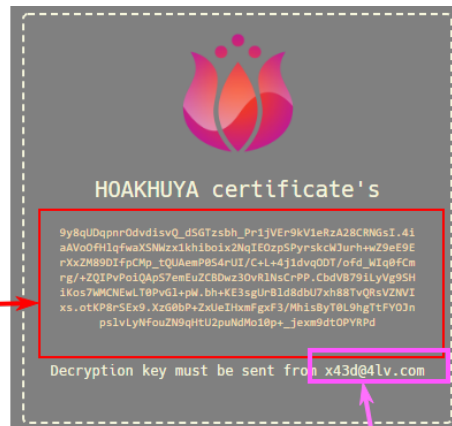 HOAKHUYA certificate's
9y8qUDqpnrOdvdisvQ_dSGTzsbh_Pr1jVEr9kV1eRzA28CRNGsI.4i
aAVoOfHlqfwaXSNWzx1khiboix2NqIEOzpSPyrskcWJurh+wZ9eE9E
rXxZM89DIfpCMp_tQUAemP0S4rUI/C+L+4j1dvqODT/ofd_WIq0fCm
rg/+ZQIPvPoiQApS7emEuZCBDwz3OvRlNsCrPP.CbdVB79iLyVg9SH
iKos7WMCNEwLT0PvGl+pW.bh+KE3sgUrBld8dbU7xh88TvQRsVZNVI
xs.otKP8rSEx9.XzG0bP+ZxUeIHxmFgxF3/MhisByT0L9hgTtFYOJn
pslvLyNfouZN9qHtU2puNdMo10p+_jexm9dtOPYRPd
Decryption key must be sent from x43d@4lv.com